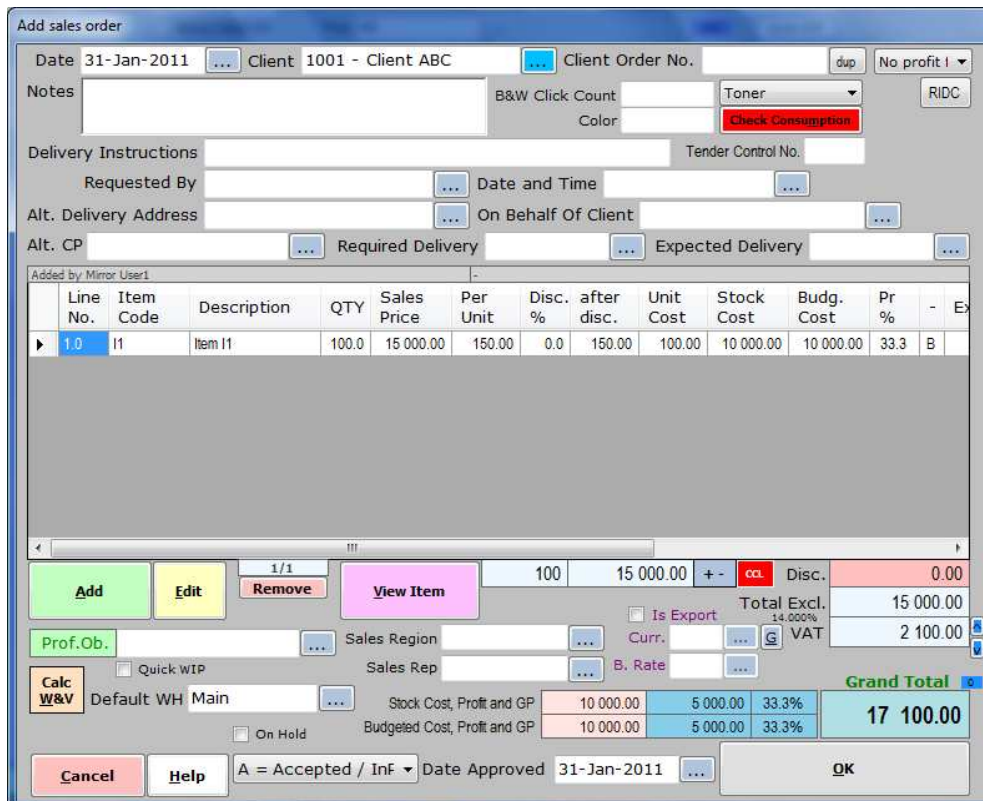 Add sales order
Date 31-Jan-2011 ... Client 1001 - Client ABC ... Client Order No. dup No profit
Notes B&W Click Count Toner RIDC
Color Check Consumption
Delivery Instructions Tender Control No.
Requested By ... Date and Time ...
Alt. Delivery Address ... On Behalf Of Client ...
Alt. CP ... Required Delivery ... Expected Delivery ...
Added by Mirror User1 -
Line No. Item Code Description QTY Sales Price Per Unit Disc. % after disc. Unit Cost Stock Cost Budg. Cost Pr % - Ex
1.0 I1 Item I1 100.0 15 000.00 150.00 0.0 150.00 100.00 10 000.00 10 000.00 33.3 B
Add Edit 1/1 Remove View Item 100 15 000.00 + - CCL Disc. 0.00
Is Export Total Excl. 15 000.00
Prof.Ob. ... Sales Region ... Curr. ... G 14.000% VAT 2 100.00
Quick WIP Sales Rep ... B. Rate ...
Calc W&V Default WH Main ... Stock Cost, Profit and GP 10 000.00 5 000.00 33.3% Grand Total 0
On Hold Budgeted Cost, Profit and GP 10 000.00 5 000.00 33.3% 17 100.00
Cancel Help A = Accepted / InF Date Approved 31-Jan-2011 ... OK